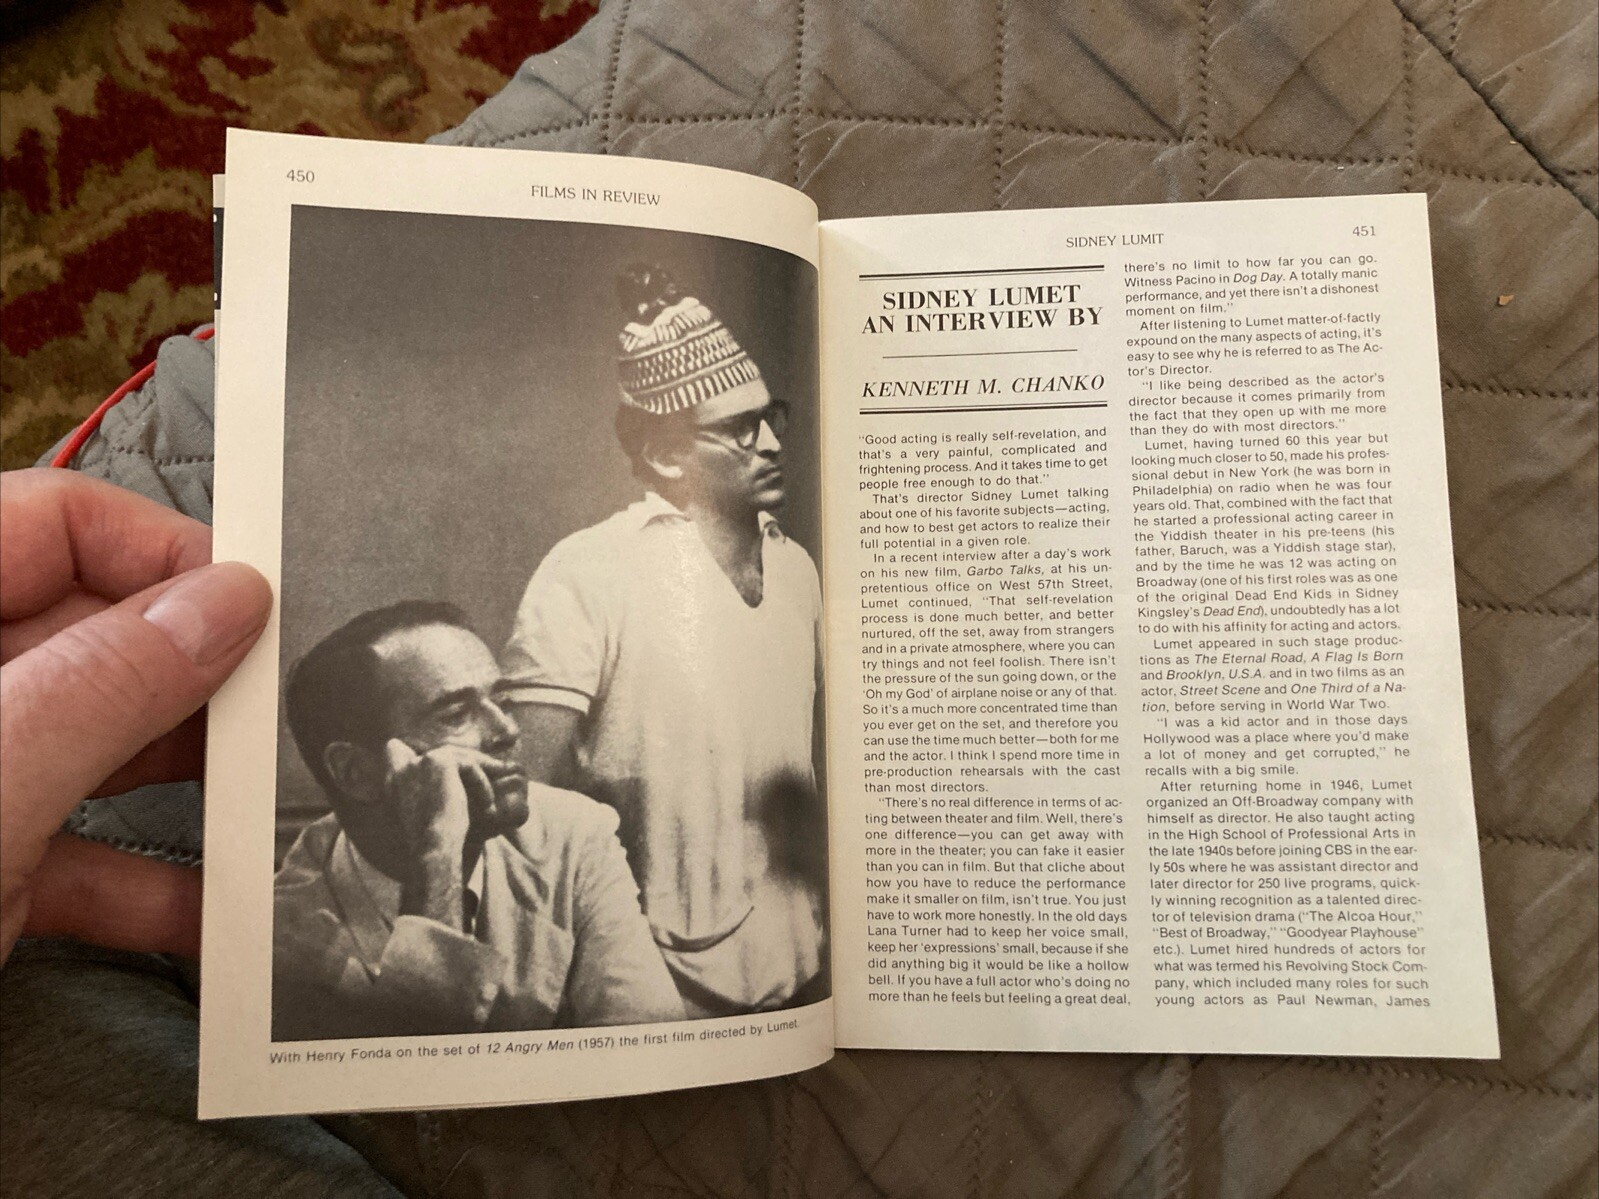 450
FILMS IN REVIEW
With Henry Fonda on the set of 12 Angry Men (1957) the first film directed by Lumet.
SIDNEY LUMIT
451
SIDNEY LUMET
AN INTERVIEW BY
KENNETH M. CHANKO
"Good acting is really self-revelation, and
that's a very painful, complicated and
frightening process. And it takes time to get
people free enough to do that."
That's director Sidney Lumet talking
about one of his favorite subjects—acting,
and how to best get actors to realize their
full potential in a given role.
In a recent interview after a day's work
on his new film, Garbo Talks, at his un-
pretentious office on West 57th Street,
Lumet continued, "That self-revelation
process is done much better, and better
nurtured, off the set, away from strangers
and in a private atmosphere, where you can
try things and not feel foolish. There isn't
the pressure of the sun going down, or the
'Oh my God' of airplane noise or any of that.
So it's a much more concentrated time than
you ever get on the set, and therefore you
can use the time much better—both for me
and the actor. I think I spend more time in
pre-production rehearsals with the cast
than most directors.
"There's no real difference in terms of ac-
ting between theater and film. Well, there's
one difference—you can get away with
more in the theater; you can fake it easier
than you can in film. But that cliche about
how you have to reduce the performance
make it smaller on film, isn't true. You just
have to work more honestly. In the old days
Lana Turner had to keep her voice small,
keep her 'expressions' small, because if she
did anything big it would be like a hollow
bell. If you have a full actor who's doing no
more than he feels but feeling a great deal,
there's no limit to how far you can go.
Witness Pacino in Dog Day. A totally manic
performance, and yet there isn't a dishonest
moment on film."
After listening to Lumet matter-of-factly
expound on the many aspects of acting, it's
easy to see why he is referred to as The Ac-
tor's Director.
"I like being described as the actor's
director because it comes primarily from
the fact that they open up with me more
than they do with most directors."
Lumet, having turned 60 this year but
looking much closer to 50, made his profes-
sional debut in New York (he was born in
Philadelphia) on radio when he was four
years old. That, combined with the fact that
he started a professional acting career in
the Yiddish theater in his pre-teens (his
father, Baruch, was a Yiddish stage star),
and by the time he was 12 was acting on
Broadway (one of his first roles was as one
of the original Dead End Kids in Sidney
Kingsley's Dead End), undoubtedly has a lot
to do with his affinity for acting and actors.
Lumet appeared in such stage produc-
tions as The Eternal Road, A Flag Is Born
and Brooklyn, U.S.A. and in two films as an
actor, Street Scene and One Third of a Na-
tion, before serving in World War Two.
"I was a kid actor and in those days
Hollywood was a place where you'd make
a lot of money and get corrupted," he
recalls with a big smile.
After returning home in 1946, Lumet
organized an Off-Broadway company with
himself as director. He also taught acting
in the High School of Professional Arts in
the late 1940s before joining CBS in the ear-
ly 50s where he was assistant director and
later director for 250 live programs, quick-
ly winning recognition as a talented direc-
tor of television drama ("The Alcoa Hour,"
"Best of Broadway," "Goodyear Playhouse"
etc.). Lumet hired hundreds of actors for
what was termed his Revolving Stock Com-
pany, which included many roles for such
young actors as Paul Newman, James